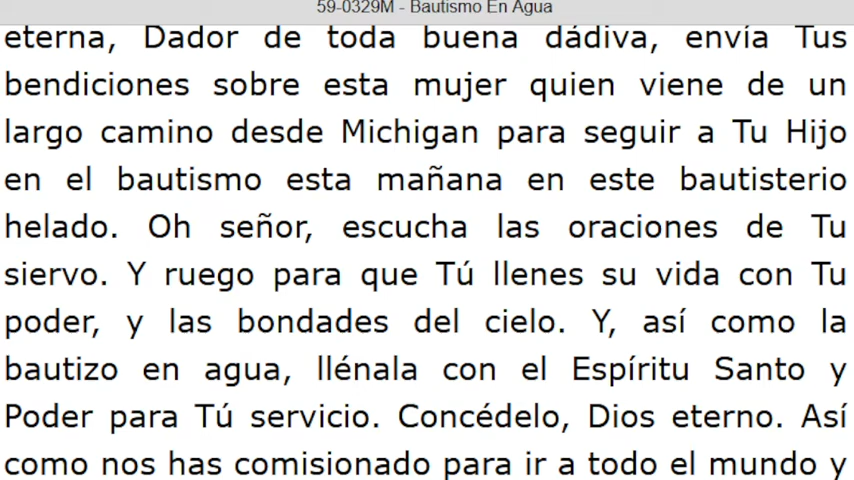 59-0329M - Bautismo En Agua
eterna, Dador de toda buena dádiva, envía Tus
bendiciones sobre esta mujer quien viene de un
largo camino desde Michigan para seguir a Tu Hijo
en el bautismo esta mañana en este bautisterio
helado. Oh señor, escucha las oraciones de Tu
siervo. Y ruego para que Tú llenes su vida con Tu
poder, y las bondades del cielo. Y, así como la
bautizo en agua, llénala con el Espíritu Santo y
Poder para Tú servicio. Concédelo, Dios eterno. Así
como nos has comisionado para ir a todo el mundo y